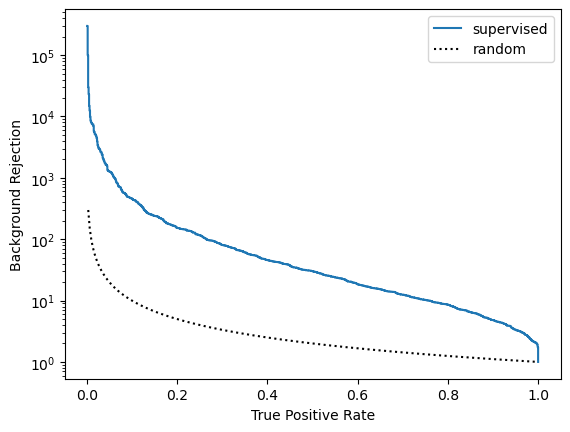 supervised
random
10^5
10^4
10^3
10^2
10^1
10^0
Background Rejection
0.0 0.2 0.4 0.6 0.8 1.0
True Positive Rate